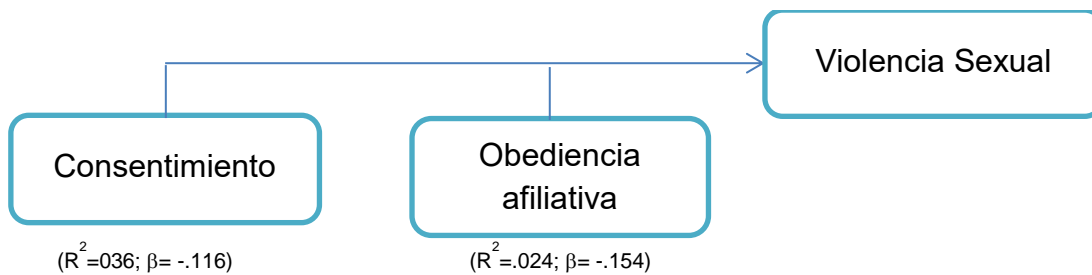 Violencia Sexual
Consentimiento
Obediencia
afiliativa
(R²=036; β= -.116)
(R²=.024; β= -.154)